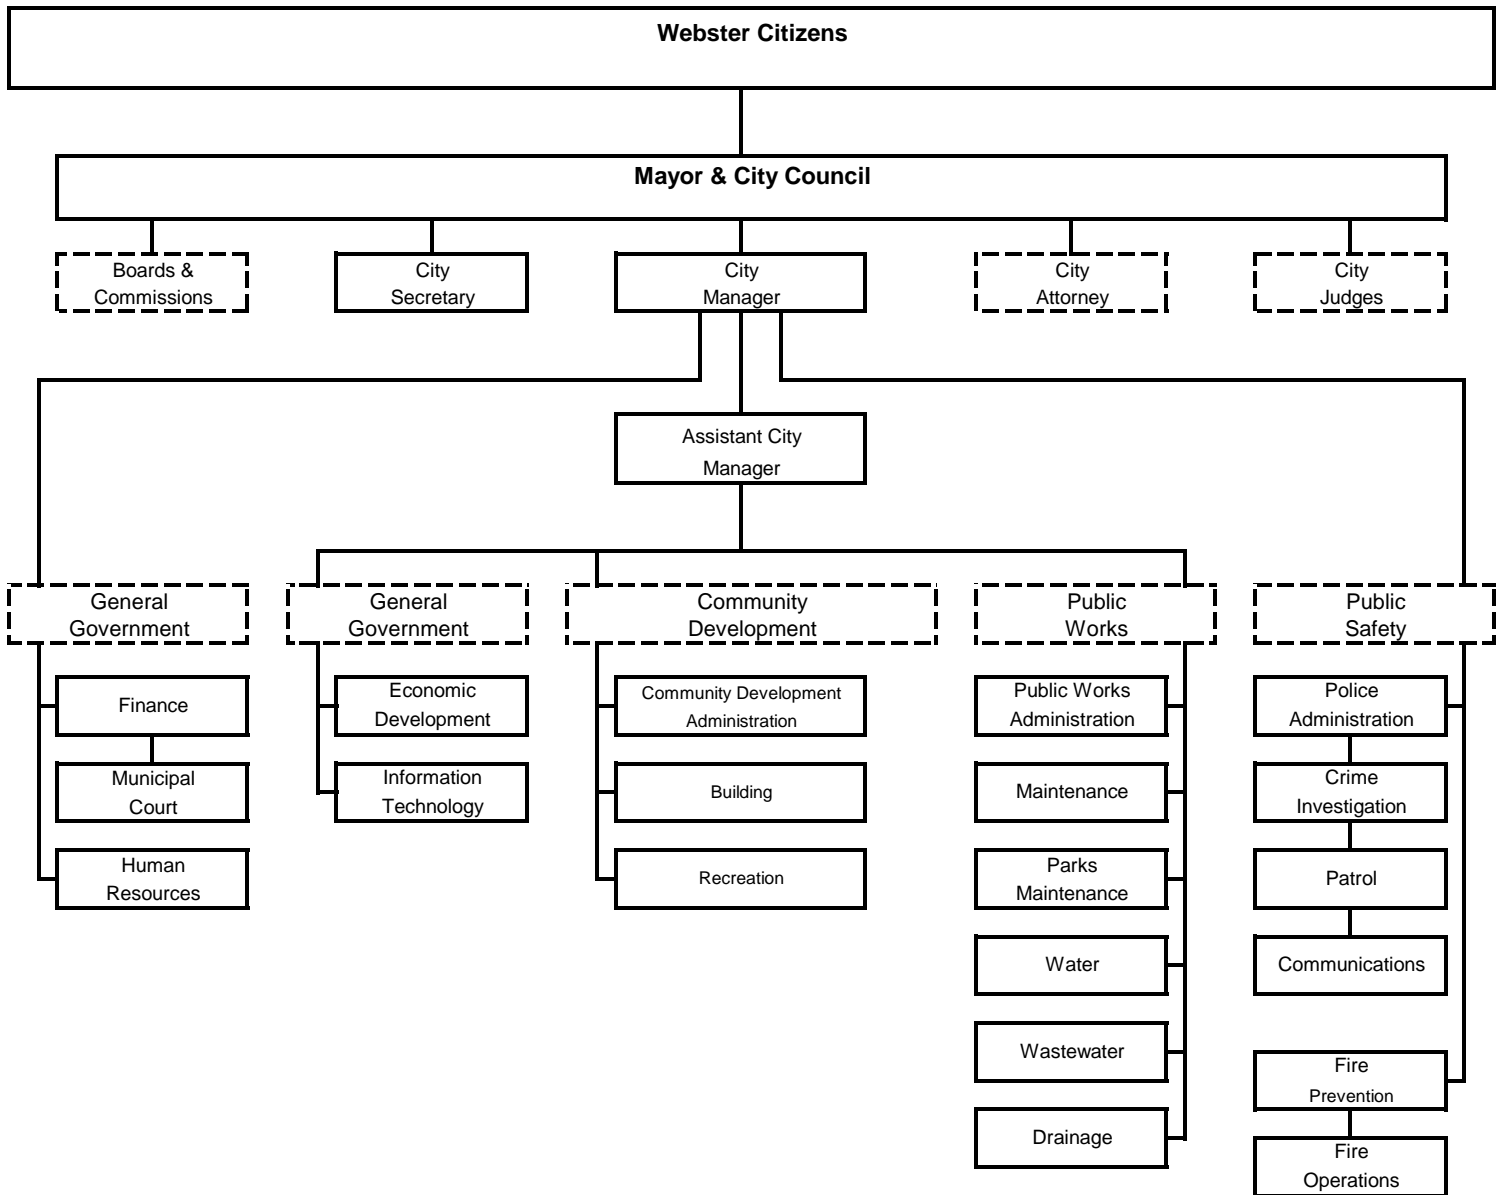 Webster Citizens
Mayor & City Council
Boards &
Commissions
City
Secretary
City
Manager
City
Attorney
City
Judges
Assistant City
Manager
General
Government
General
Government
Community
Development
Public
Works
Public
Safety
Finance
Municipal
Court
Human
Resources
Economic
Development
Information
Technology
Community Development
Administration
Building
Recreation
Public Works
Administration
Maintenance
Parks
Maintenance
Water
Wastewater
Drainage
Police
Administration
Crime
Investigation
Patrol
Communications
Fire
Prevention
Fire
Operations